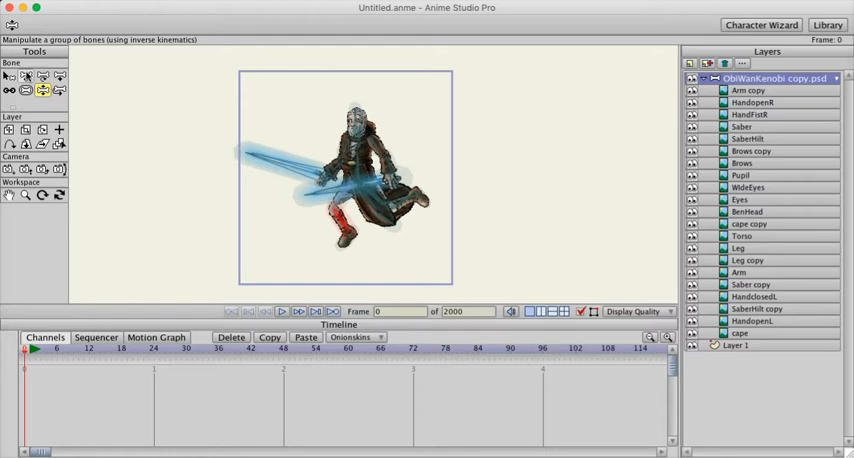 Untitled.anme - Anime Studio Pro
Character Wizard
Library
Manipulate a group of bones (using inverse kinematics)
Frame: 0
Tools
Bone
Layer
Camera
Workspace
Layers
ObiWanKenobi copy.psd
Arm copy
HandopenR
HandFistR
Saber
SaberHilt
Brows copy
Brows
Pupil
WIdeEyes
Eyes
BenHead
cape copy
Torso
Leg
Leg copy
Arm
Saber copy
HandclosedL
SaberHilt copy
HandopenL
cape
Layer 1
Frame 0 of 2000
Display Quality
Timeline
Channels Sequencer Motion Graph Delete Copy Paste Onionskins
0 6 12 18 24 30 36 42 48 54 60 66 72 78 84 90 96 102 108 114
0 1 2 3 4